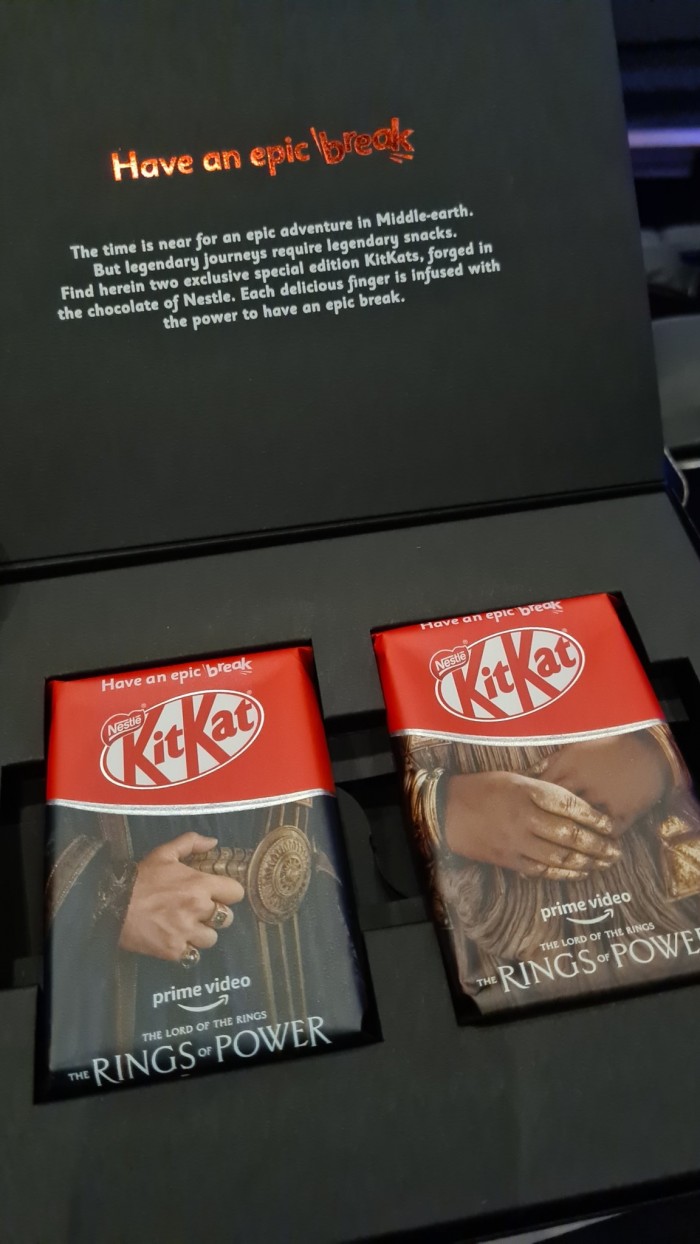 Have an epic break
The time is near for an epic adventure in Middle-earth.
But legendary journeys require legendary snacks.
Find herein two exclusive special edition KitKats, forged in
the chocolate of Nestle. Each delicious finger is infused with
the power to have an epic break.
Have an epic break
Nestlé
KitKat
prime video
THE LORD OF THE RINGS
THE RINGS OF POWER
Have an epic break
Nestlé
KitKat
prime video
THE LORD OF THE RINGS
THE RINGS OF POWE